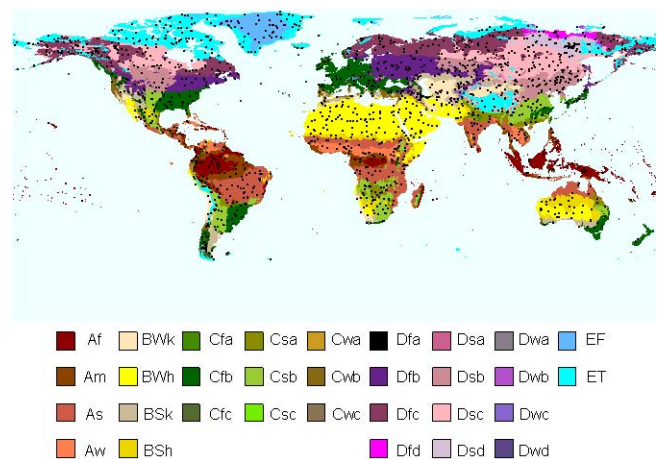 Af BWk Cfa Csa Cwa Dfa Dsa Dwa EF
Am BWh Cfb Csb Cwb Dfb Dsb Dwb ET
As BSk Cfc Csc Cwc Dfc Dsc Dwc
Aw BSh Dfd Dsd Dwd